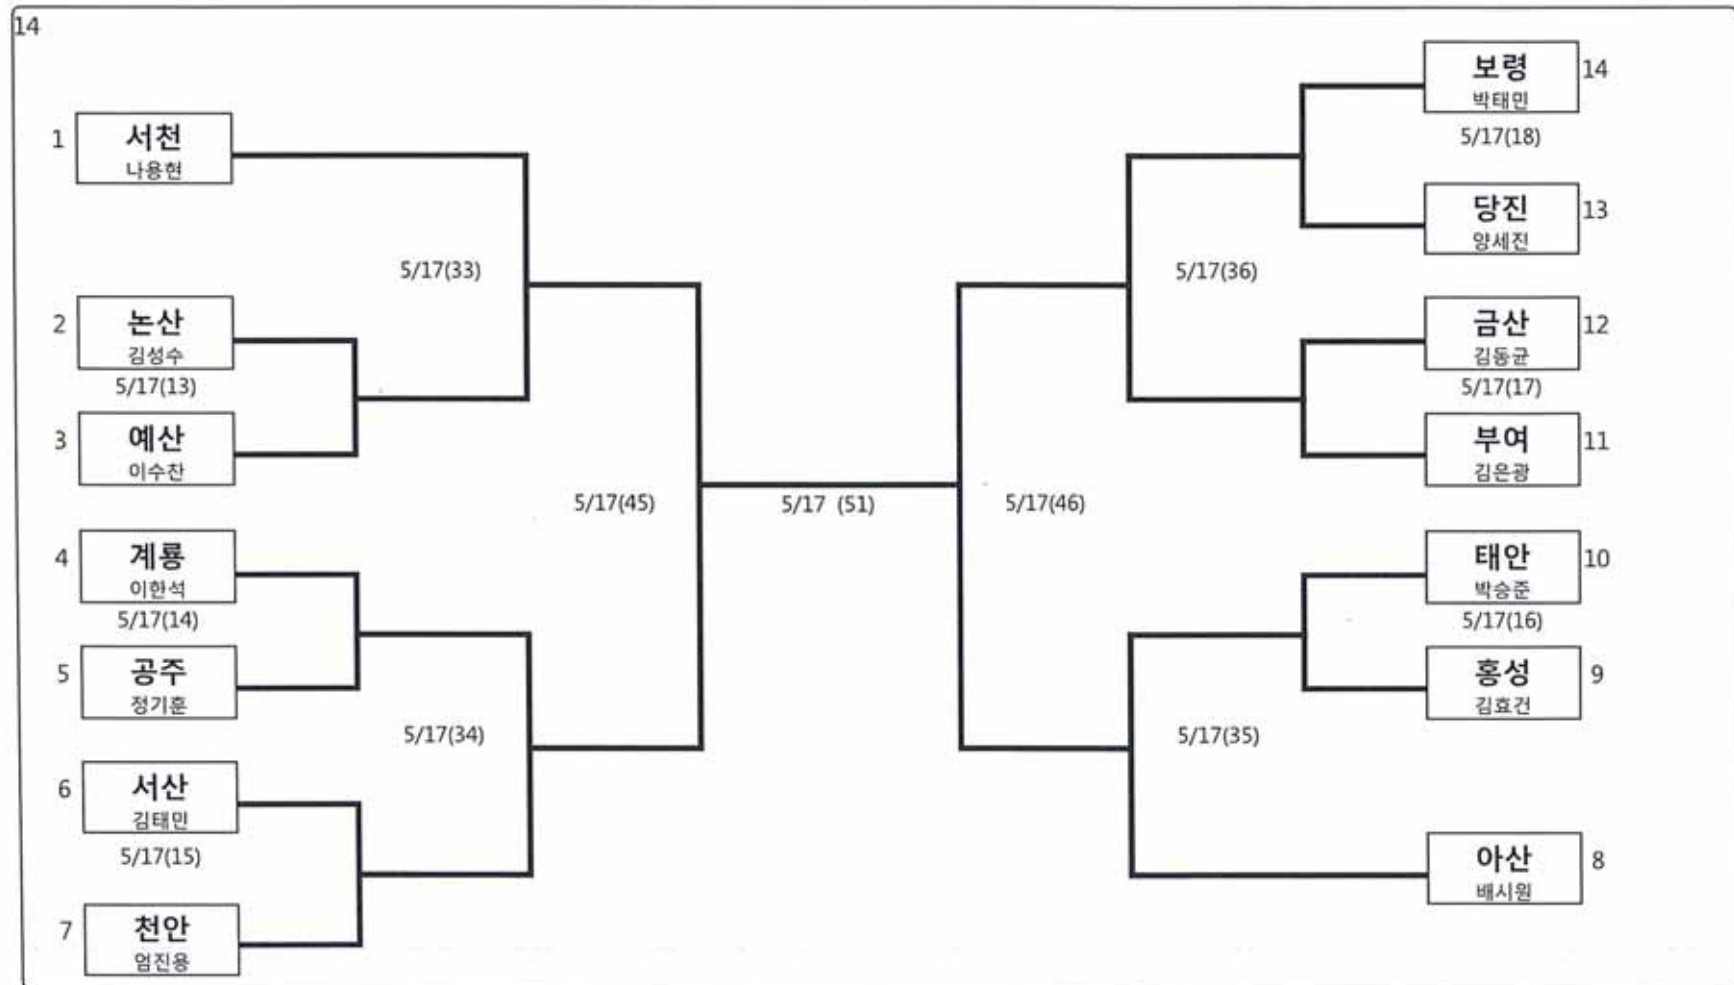 14
1
서천
나용현
2
논산
김성수
5/17(13)
3
예산
이수찬
4
계룡
이한석
5/17(14)
5
공주
정기훈
6
서산
김태민
5/17(15)
7
천안
엄진용
5/17(33)
5/17(34)
5/17(45)
5/17 (51)
5/17(46)
5/17(36)
5/17(35)
보령
박태민
14
5/17(18)
당진
양세진
13
금산
김동균
12
5/17(17)
부여
김은광
11
태안
박승준
10
5/17(16)
홍성
김효건
9
아산
배시원
8